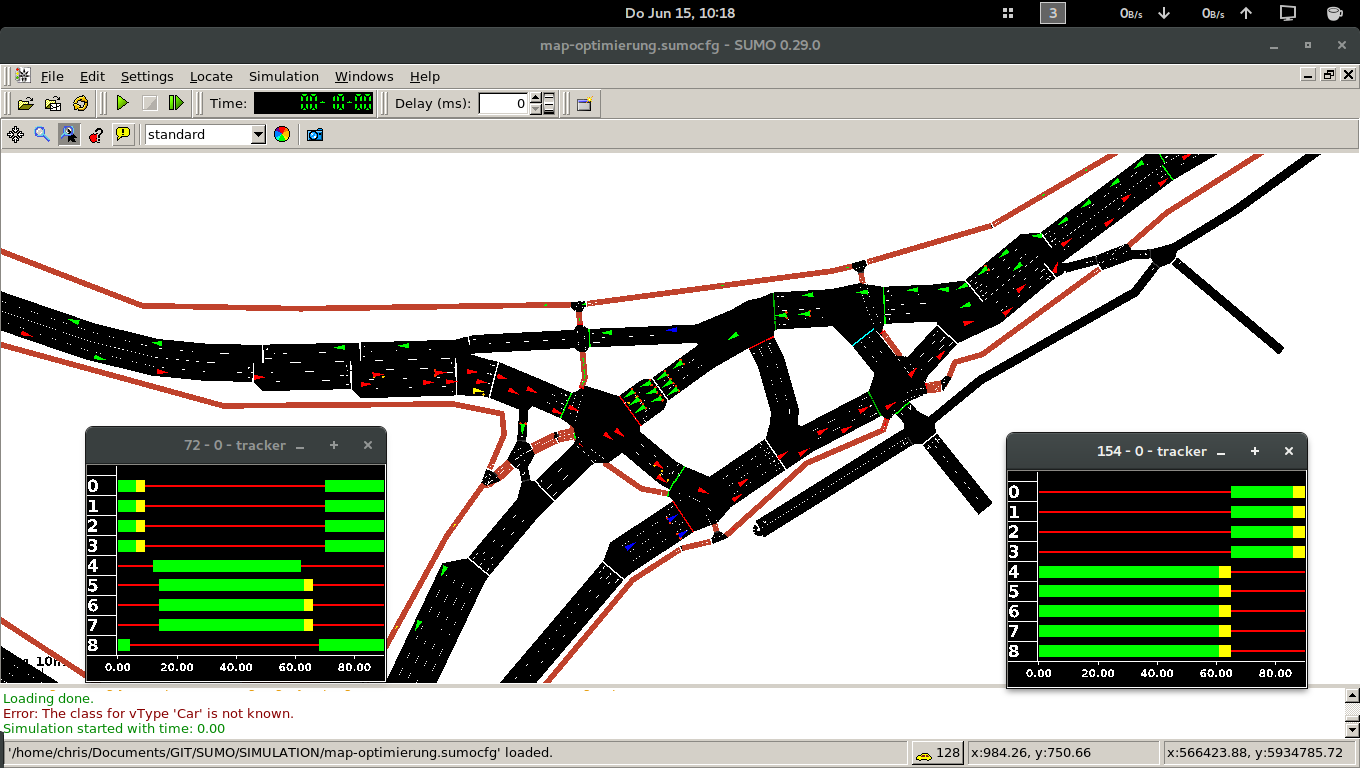 Do Jun 15, 10:18
3
0B/s
0B/s
map-optimierung.sumocfg - SUMO 0.29.0
File Edit Settings Locate Simulation Windows Help
Time:
Delay (ms): 0
standard
72 - 0 - tracker
0
1
2
3
4
5
6
7
8
0.00 20.00 40.00 60.00 80.00
154 - 0 - tracker
0
1
2
3
4
5
6
7
8
0.00 20.00 40.00 60.00 80.00
Loading done.
Error: The class for vType 'Car' is not known.
Simulation started with time: 0.00
'/home/chris/Documents/GIT/SUMO/SIMULATION/map-optimierung.sumocfg' loaded.
128
x:984.26, y:750.66
x:566423.88, y:5934785.72